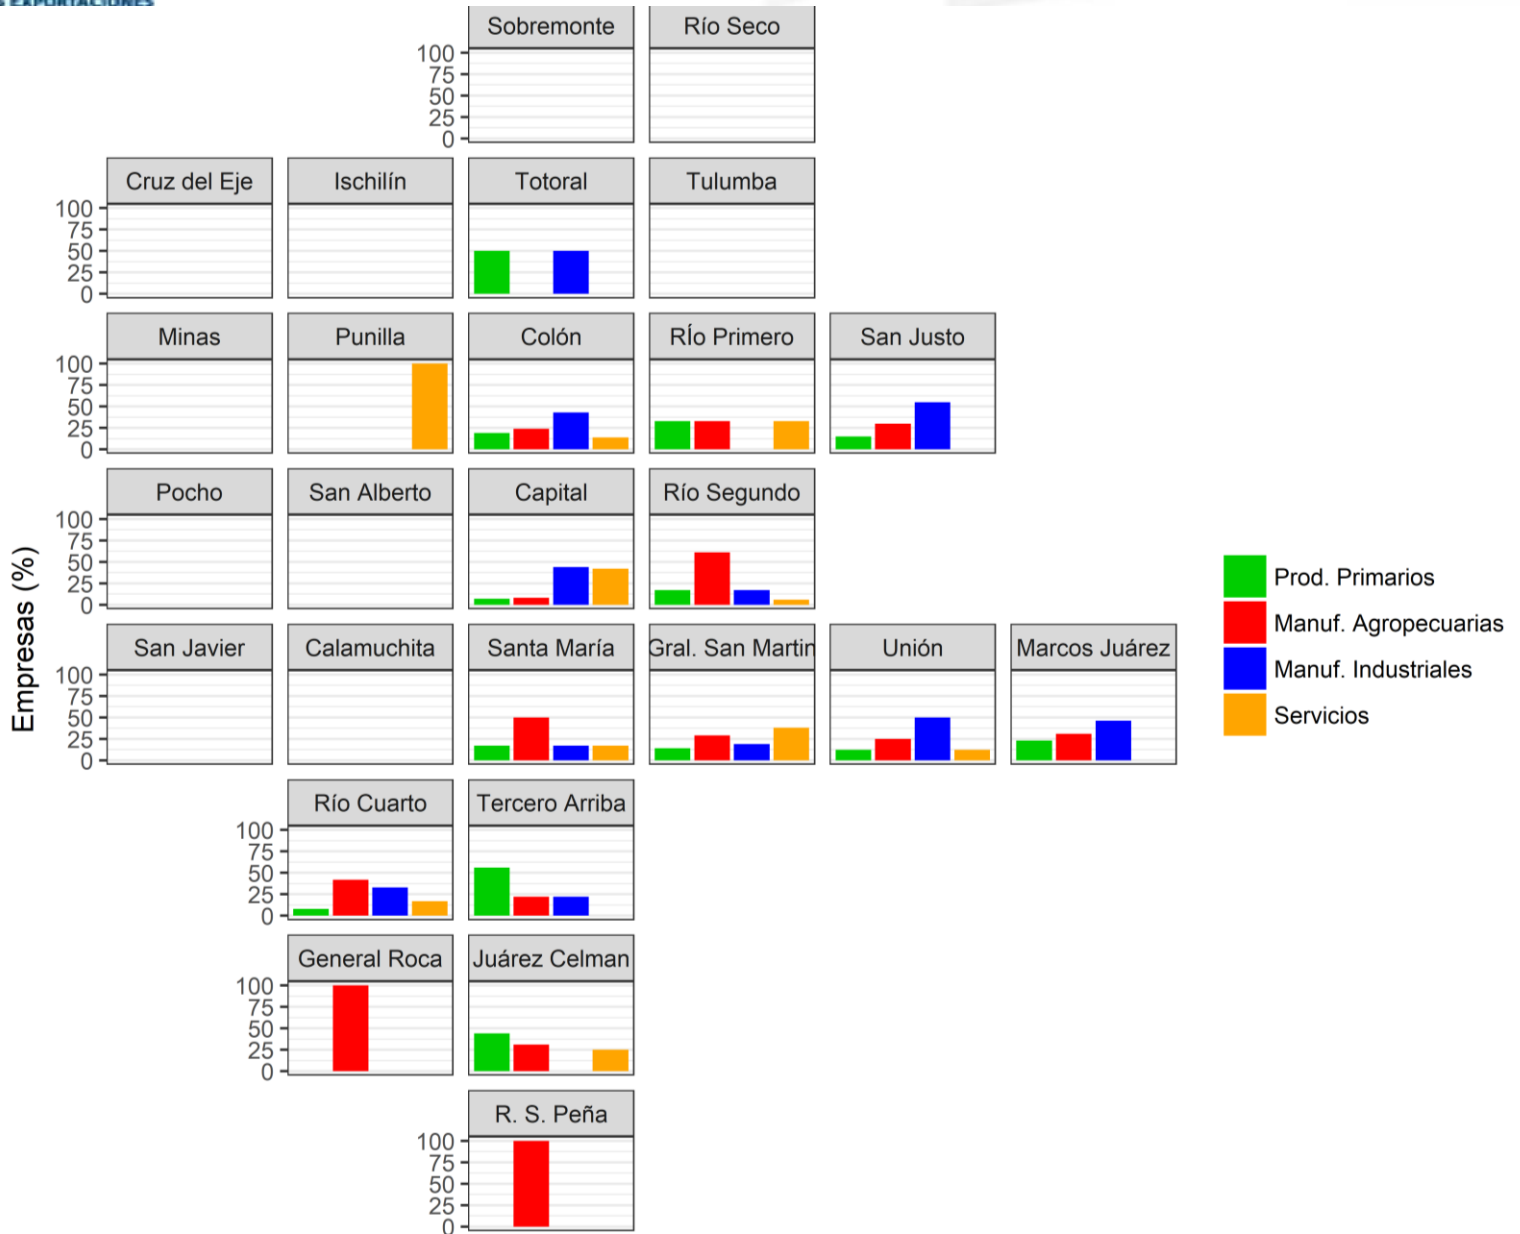 EXPORTACIONES
Sobremonte Río Seco
100
75
50
25
0
Cruz del Eje Ischilín Totoral Tulumba
100
75
50
25
0
Minas Punilla Colón RÍo Primero San Justo
100
75
50
25
0
Pocho San Alberto Capital Río Segundo
100
75
50
25
0
Empresas (%)
Prod. Primarios
Manuf. Agropecuarias
Manuf. Industriales
Servicios
San Javier Calamuchita Santa María Gral. San Martin Unión Marcos Juárez
100
75
50
25
0
Río Cuarto Tercero Arriba
100
75
50
25
0
General Roca Juárez Celman
100
75
50
25
0
R. S. Peña
100
75
50
25
0